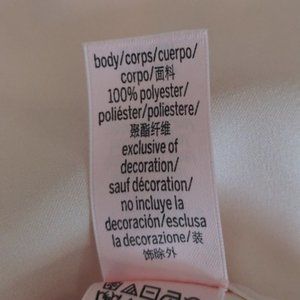 body/corps/cuerpo/
corpo/面料
100% polyester/
poliéster/poliestere/
聚酯纤维
exclusive of
decoration/
sauf décoration/
no incluye la
decoración/esclusa
la decorazione/装
饰除外